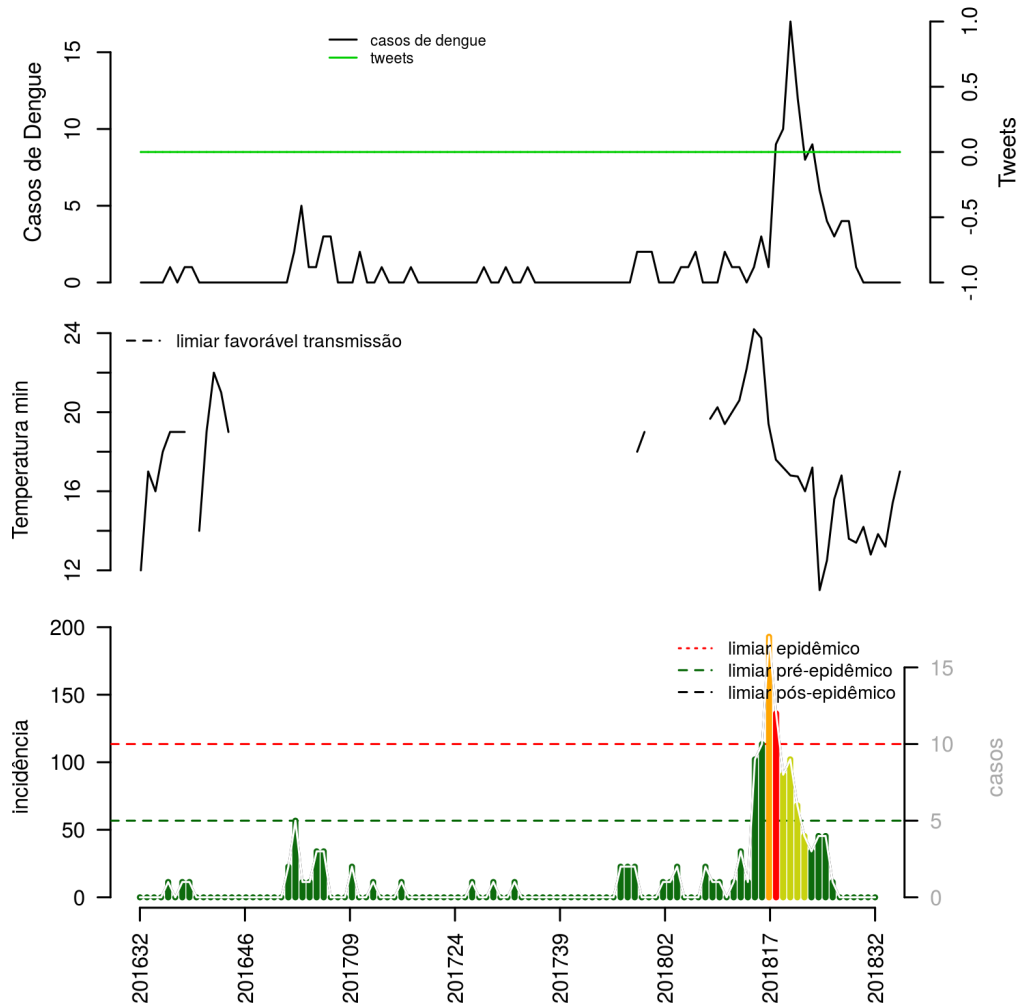 casos de dengue
tweets
Casos de Dengue
15
10
5
0
1.0
0.5
0.0
-0.5
-1.0
Tweets
limiar favorável transmissão
Temperatura min
24
20
16
12
limiar epidêmico
limiar pré-epidêmico
limiar pós-epidêmico
incidência
200
150
100
50
0
15
10
5
0
casos
201632
201646
201709
201724
201739
201802
201817
201832